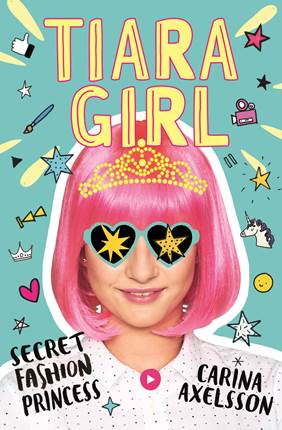 TIARA
GIRL
SECRET
FASHION
PRINCESS
CARINA
AXELSSON